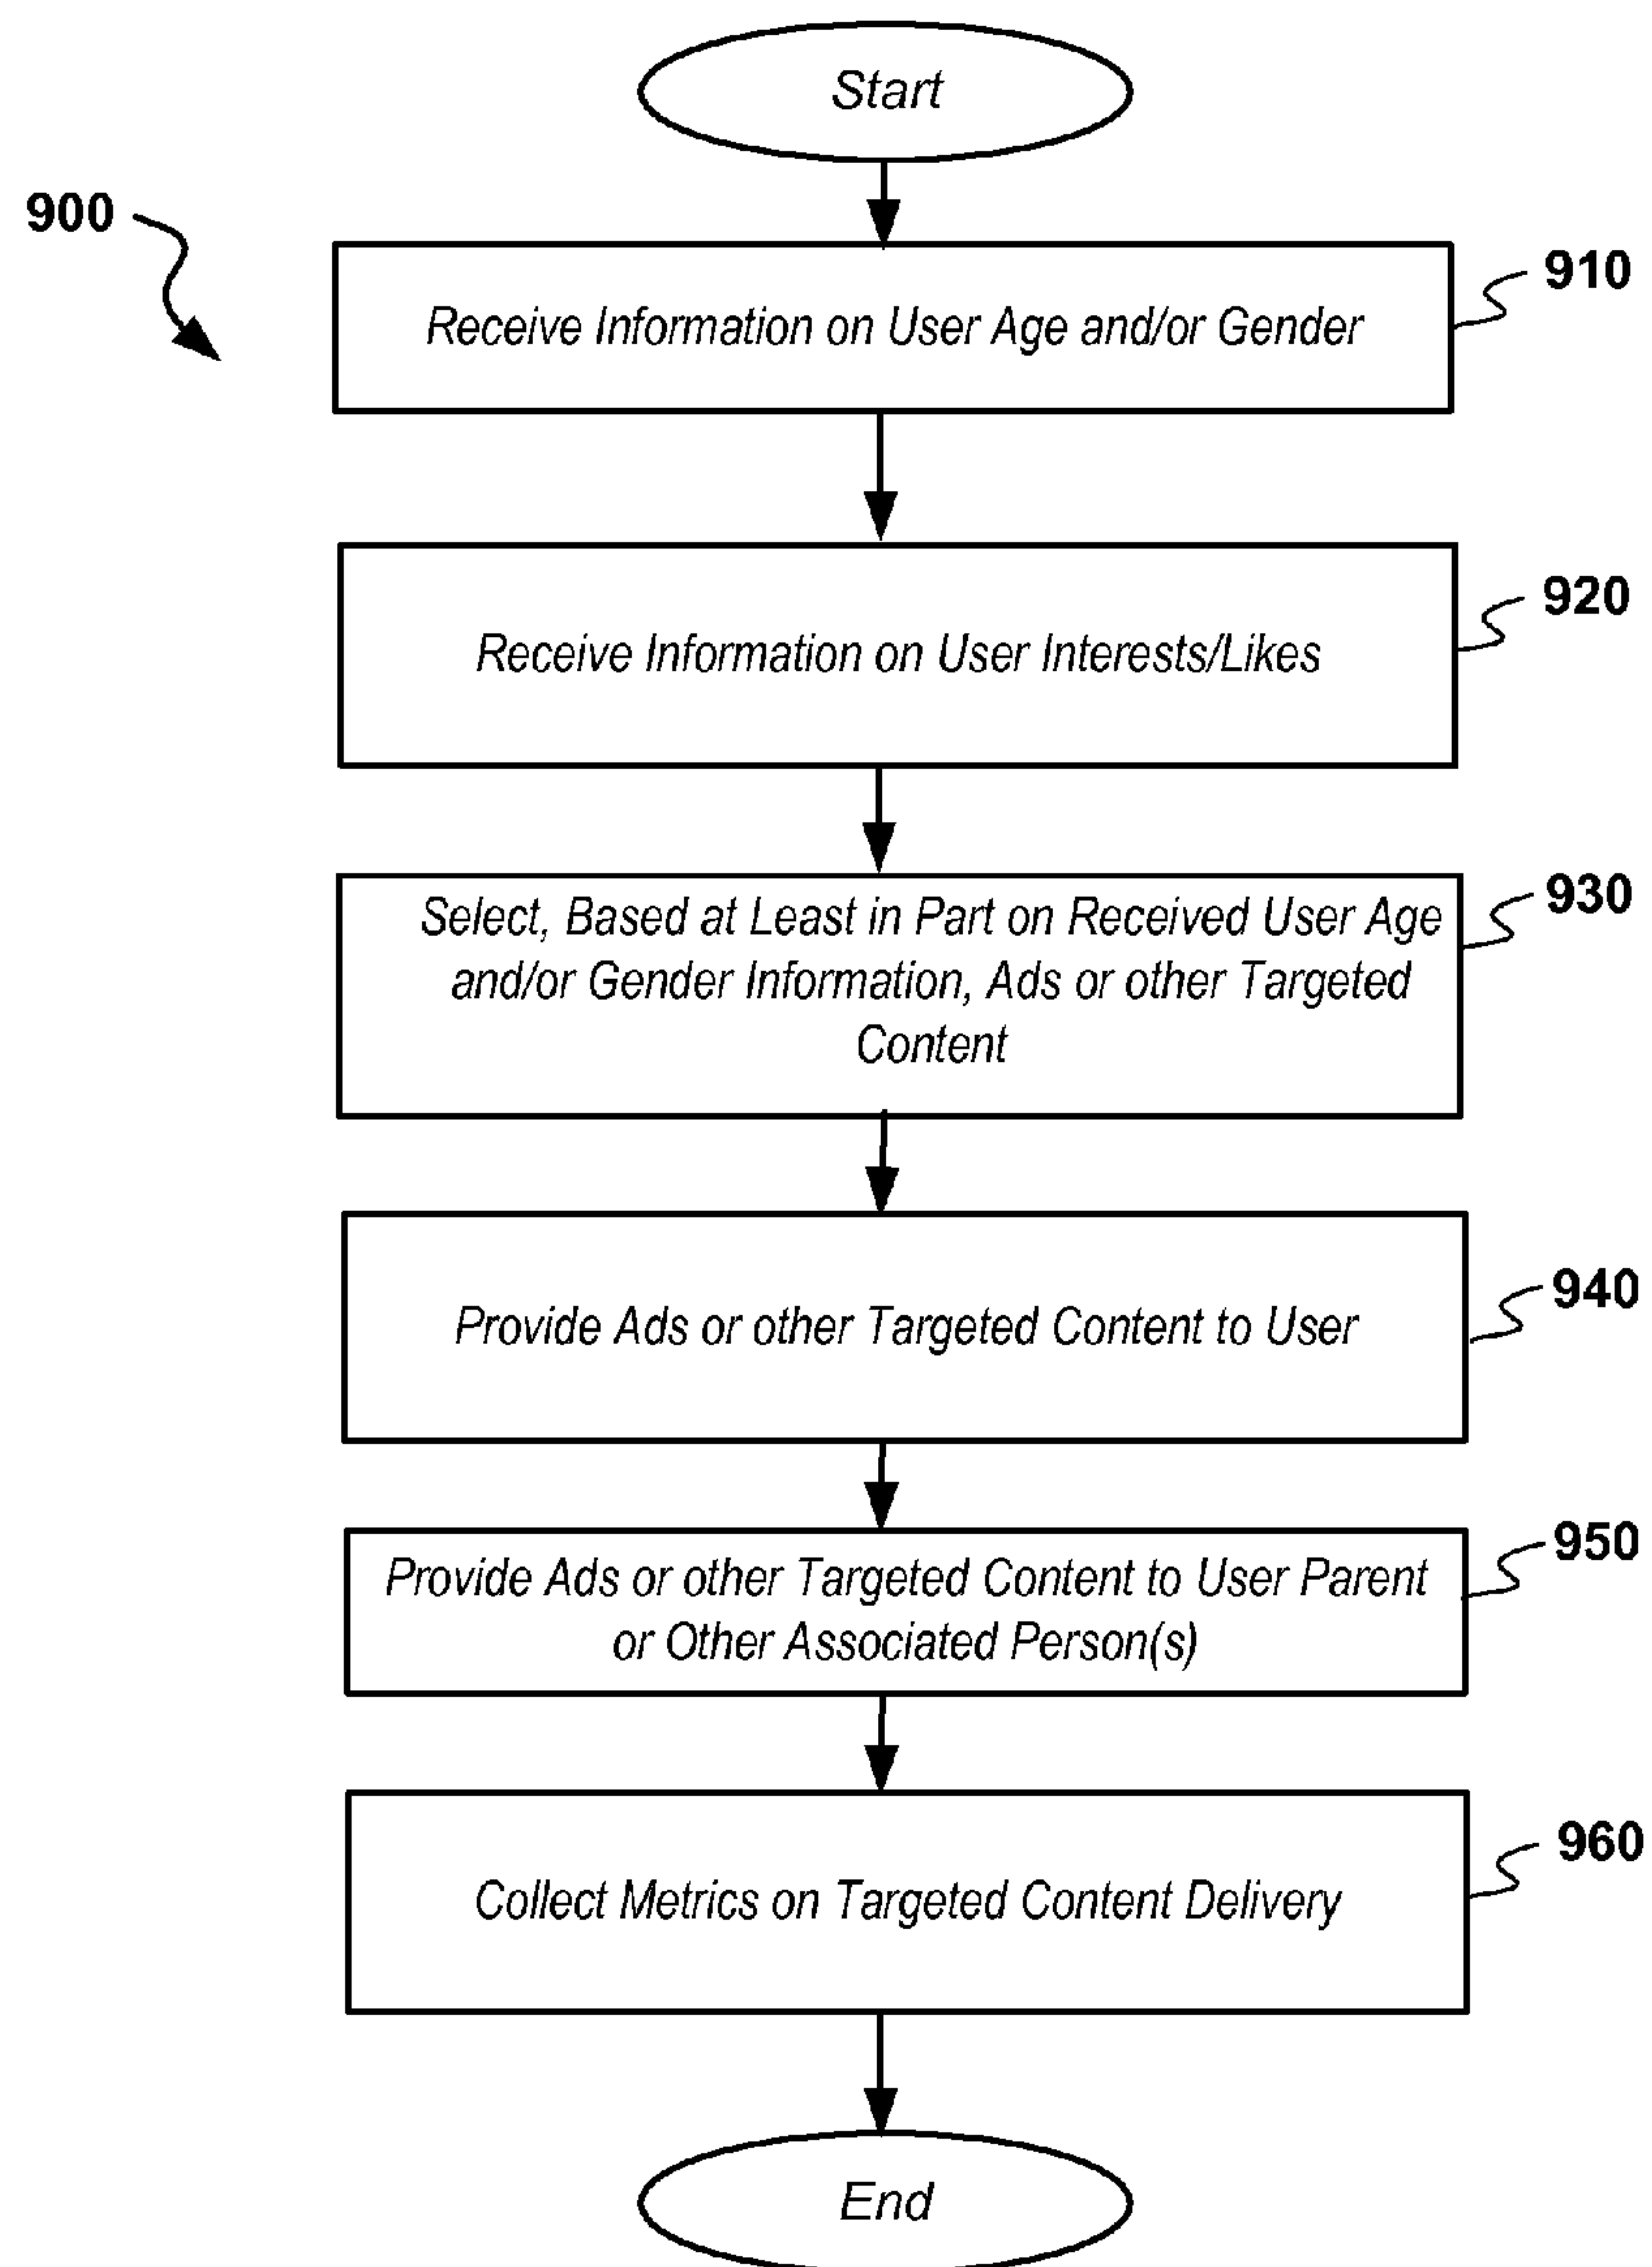 Start
900
910
Receive Information on User Age and/or Gender
920
Receive Information on User Interests/Likes
930
Select, Based at Least in Part on Received User Age
and/or Gender Information, Ads or other Targeted
Content
940
Provide Ads or other Targeted Content to User
950
Provide Ads or other Targeted Content to User Parent
or Other Associated Person(s)
960
Collect Metrics on Targeted Content Delivery
End